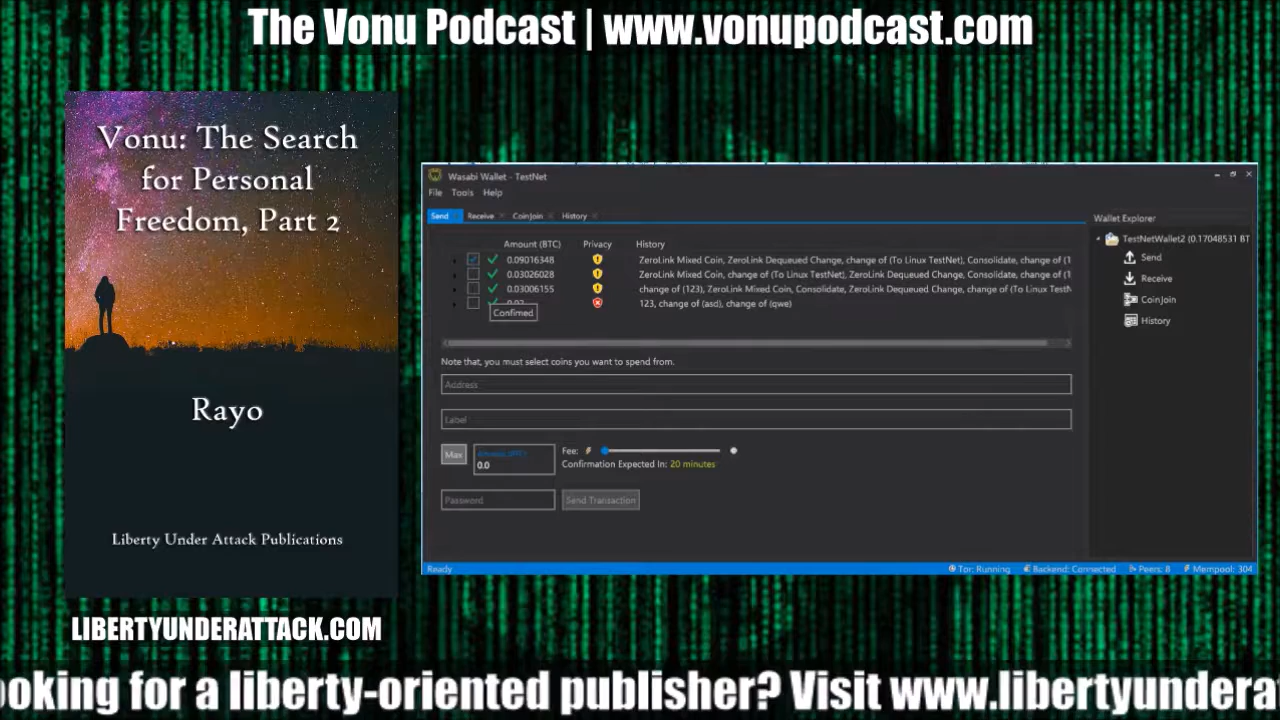 The Vonu Podcast | www.vonupodcast.com
Vonu: The Search
for Personal
Freedom, Part 2
Rayo
Liberty Under Attack Publications
LIBERTYUNDERATTACK.COM
Wasabi Wallet - TestNet
File Tools Help
Send Receive CoinJoin History
Amount (BTC) Privacy History
0.09016348 ZeroLink Mixed Coin, ZeroLink Dequeued Change, change of (To Linux TestNet), Consolidate, change of (1
0.03026028 ZeroLink Mixed Coin, change of (To Linux TestNet), ZeroLink Dequeued Change, Consolidate, change of (1
0.03006155 change of (123), ZeroLink Mixed Coin, Consolidate, ZeroLink Dequeued Change, change of (To Linux TestN
123, change of (asd), change of (qwe)
Confirmed
Note that, you must select coins you want to spend from.
Address
Label
Max
Amount (BTC)
0.0
Fee:
Confirmation Expected In: 20 minutes
Password
Send Transaction
Wallet Explorer
TestNetWallet2 (0.17048531 BT
Send
Receive
CoinJoin
History
Ready Tor: Running Backend: Connected Peers: 8 Mempool: 304
ooking for a liberty-oriented publisher? Visit www.libertyundera